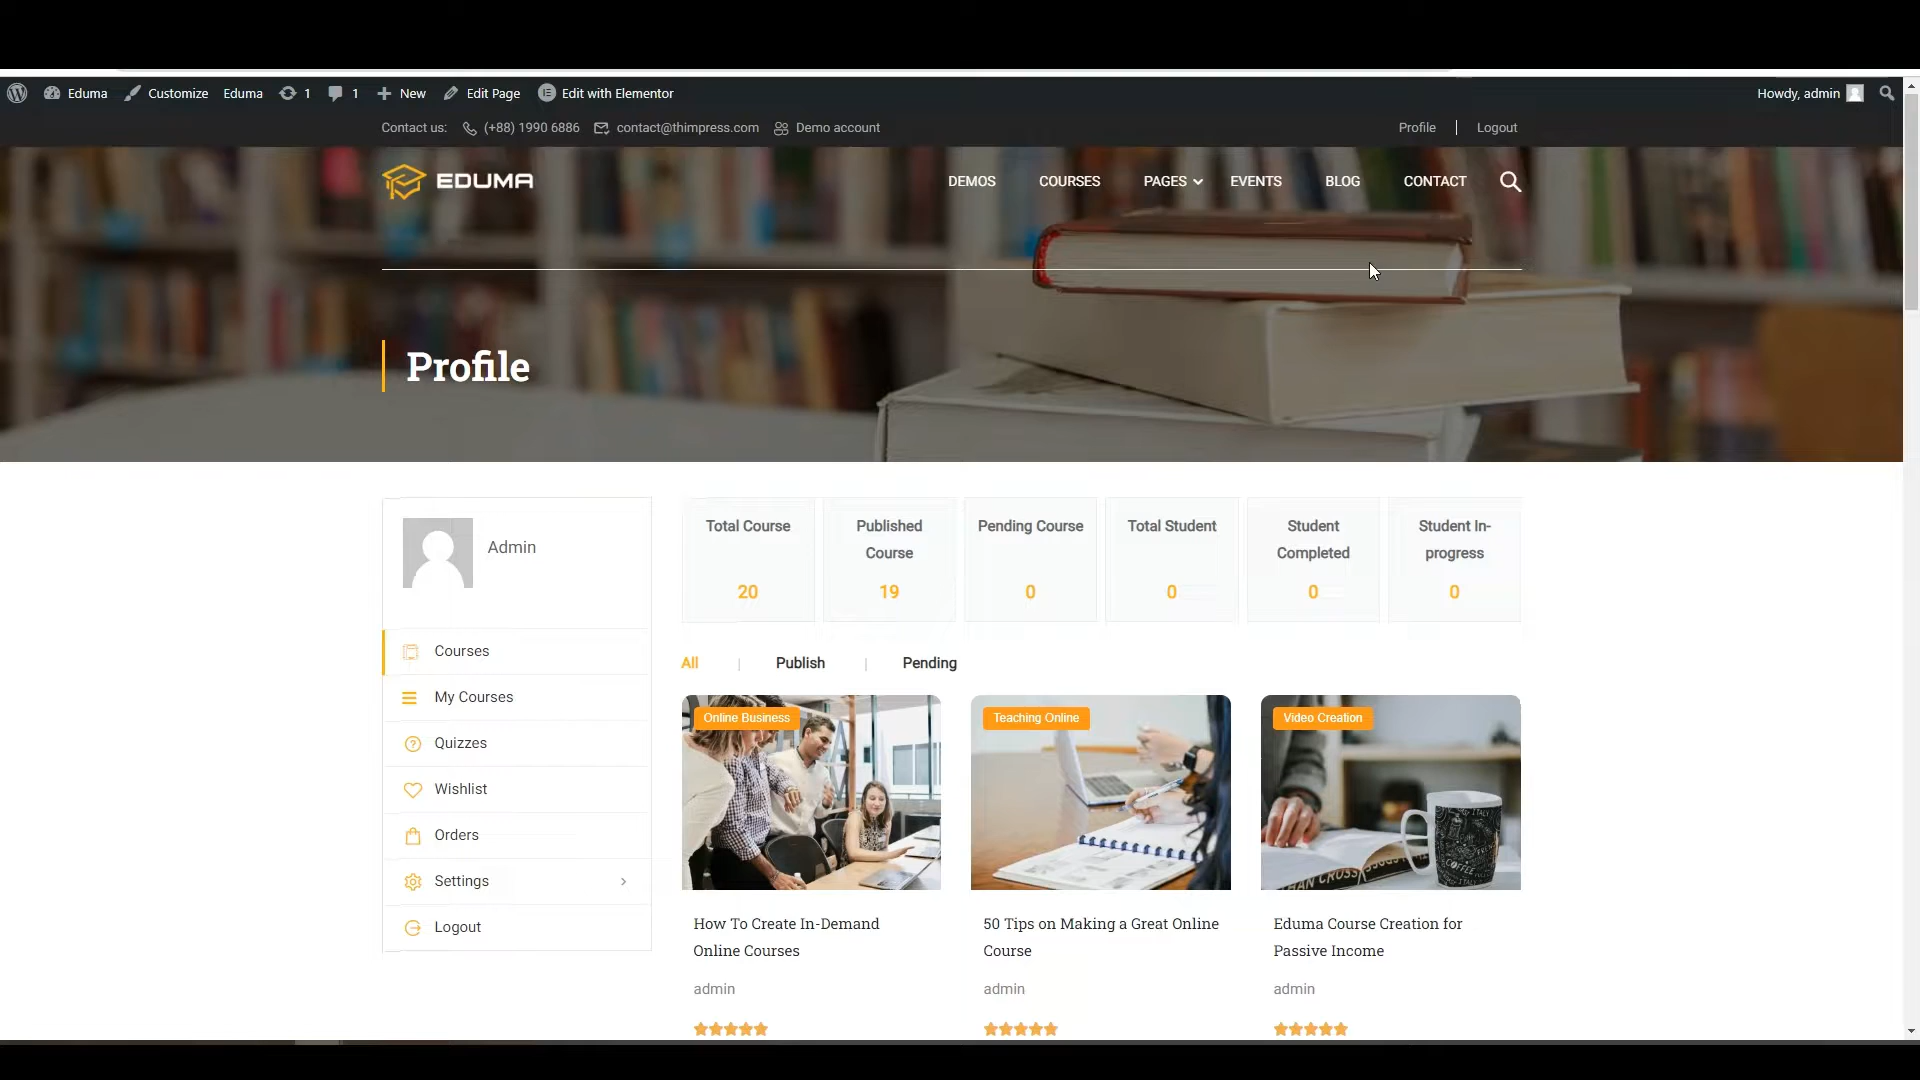 Eduma Customize Eduma 1 1 New Edit Page Edit with Elementor Howdy, admin
Contact us: (+88) 1990 6886 contact@thimpress.com Demo account Profile Logout
EDUMA DEMOS COURSES PAGES EVENTS BLOG CONTACT
Profile
Admin
Courses
My Courses
Quizzes
Wishlist
Orders
Settings
Logout
Total Course
20
Published
Course
19
Pending Course
0
Total Student
0
Student
Completed
0
Student In-
progress
0
All | Publish | Pending
Online Business
How To Create In-Demand
Online Courses
admin
Teaching Online
50 Tips on Making a Great Online
Course
admin
Video Creation
Eduma Course Creation for
Passive Income
admin